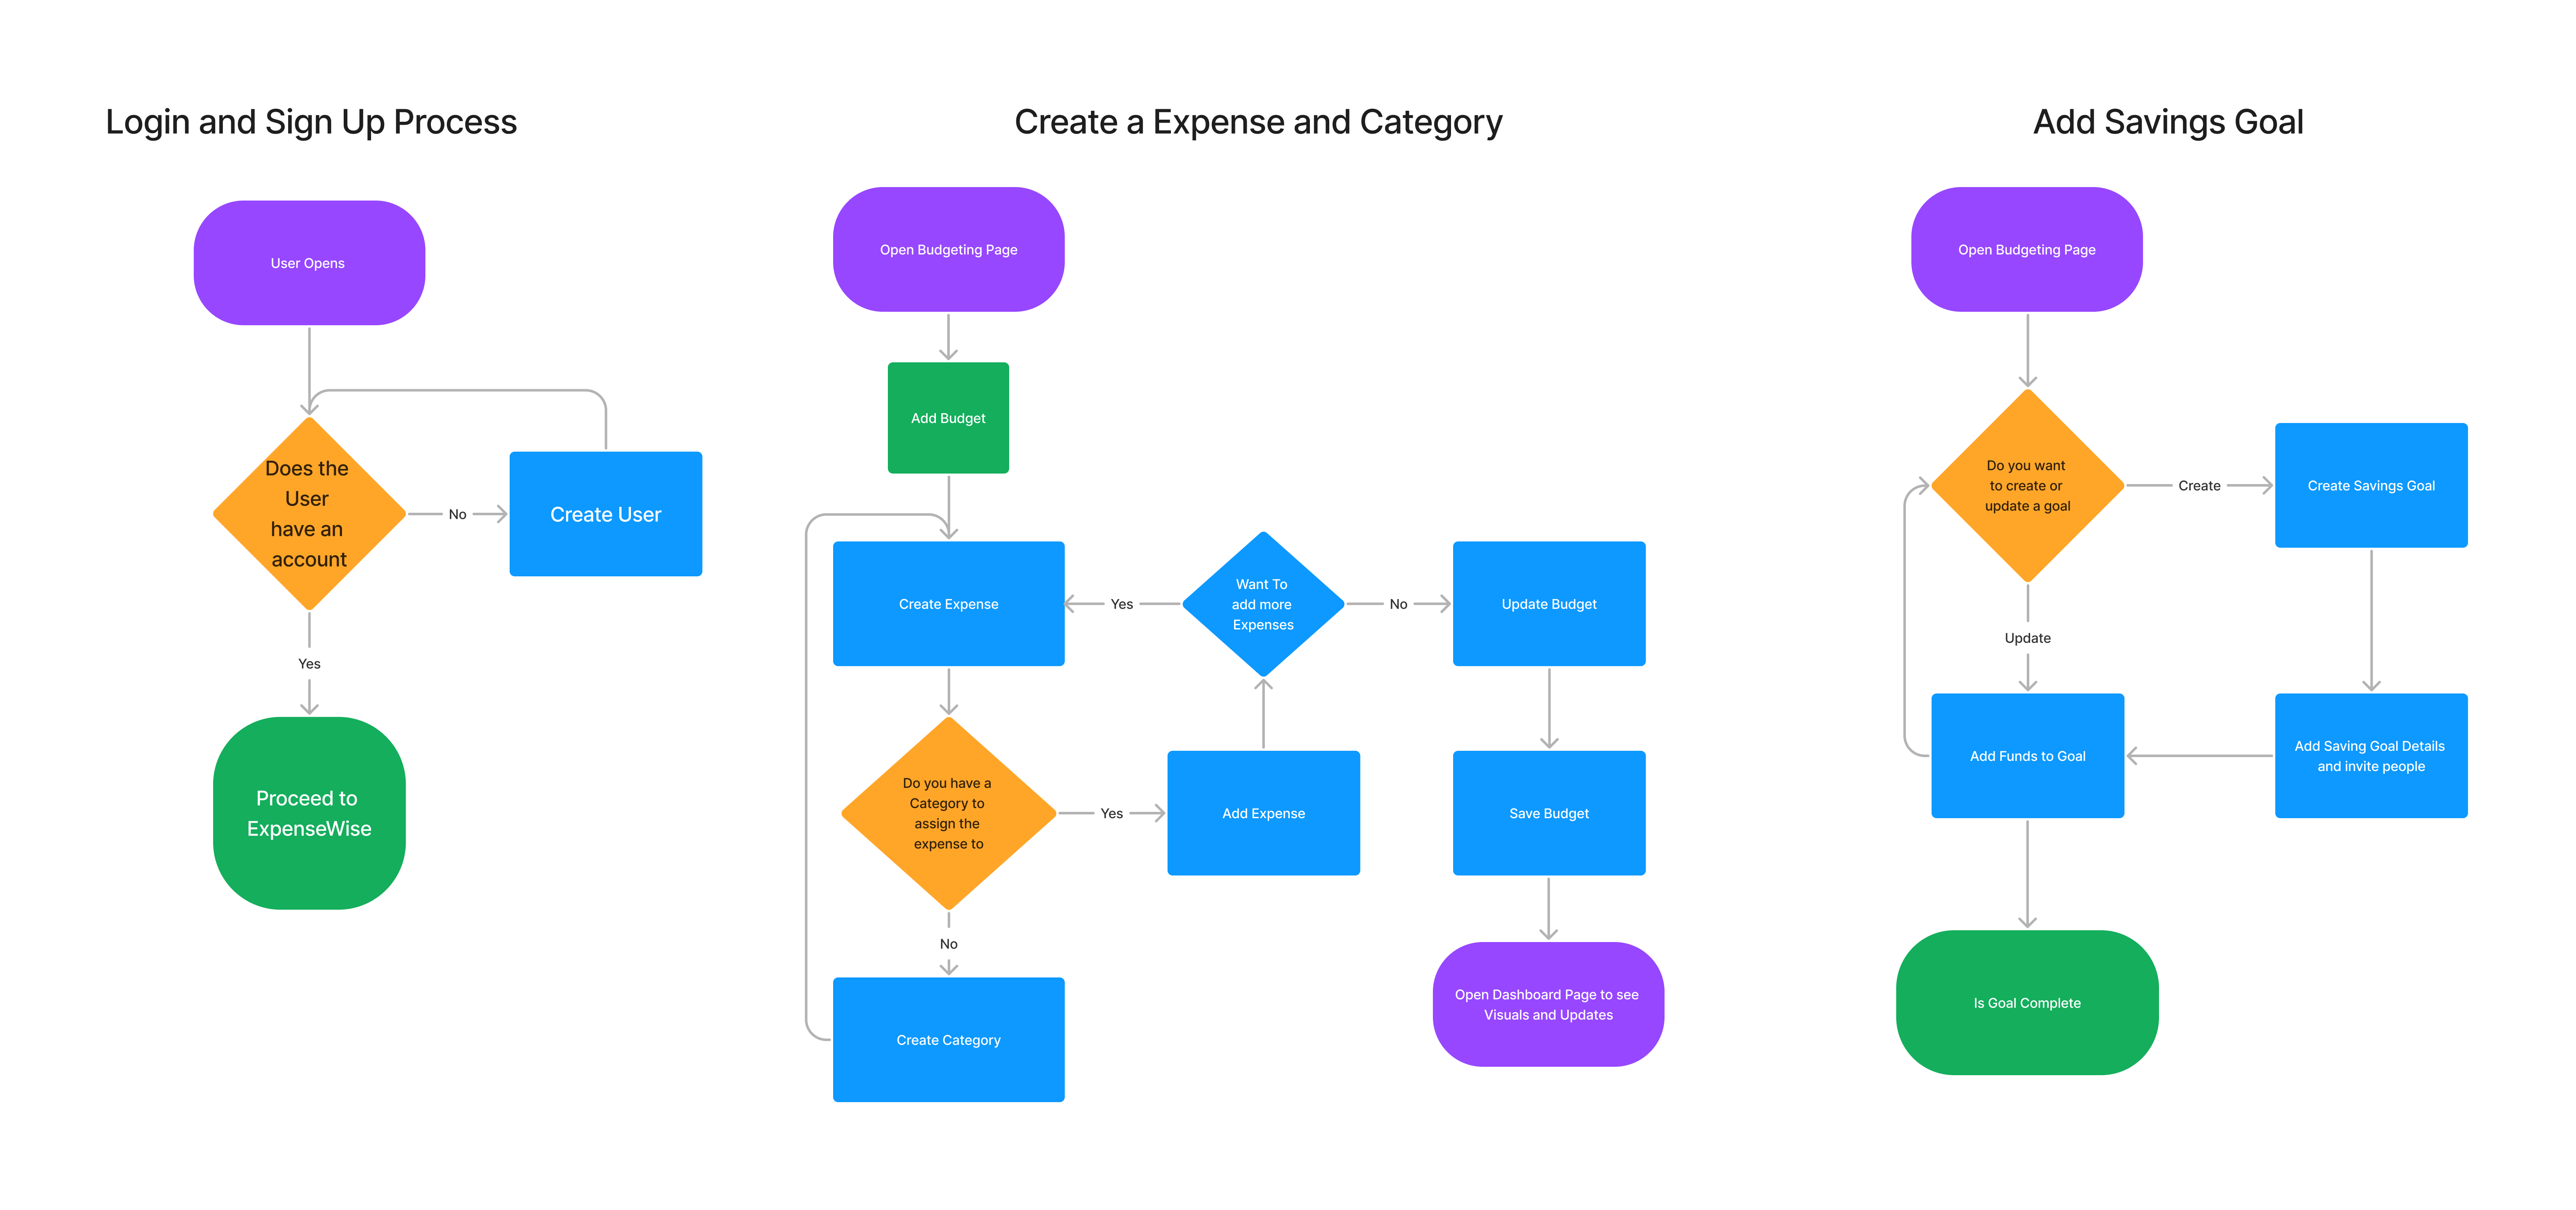 Login and Sign Up Process
User Opens
Does the
User
have an
account
No
Create User
Yes
Proceed to
ExpenseWise
Create a Expense and Category
Open Budgeting Page
Add Budget
Create Expense
Yes
Want To
add more
Expenses
No
Update Budget
Do you have a
Category to
assign the
expense to
Yes
Add Expense
Save Budget
No
Create Category
Open Dashboard Page to see
Visuals and Updates
Add Savings Goal
Open Budgeting Page
Do you want
to create or
update a goal
Create
Create Savings Goal
Update
Add Funds to Goal
Add Saving Goal Details
and invite people
Is Goal Complete